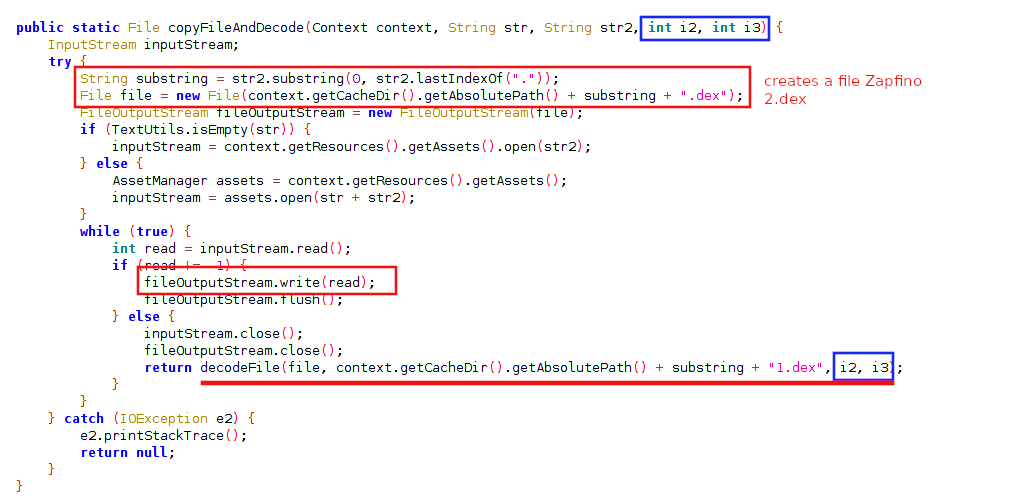 public static File copyFileAndDecode(Context context, String str, String str2, int i2, int i3) {
InputStream inputStream;
try {
String substring = str2.substring(0, str2.lastIndexOf("."));
File file = new File(context.getCacheDir().getAbsolutePath() + substring + ".dex");
creates a file Zapfino
2.dex
FileOutputStream fileOutputStream = new FileOutputStream(file);
if (TextUtils.isEmpty(str)) {
inputStream = context.getResources().getAssets().open(str2);
} else {
AssetManager assets = context.getResources().getAssets();
inputStream = assets.open(str + str2);
}
while (true) {
int read = inputStream.read();
if (read != -1) {
fileOutputStream.write(read);
fileOutputStream.flush();
} else {
inputStream.close();
fileOutputStream.close();
return decodeFile(file, context.getCacheDir().getAbsolutePath() + substring + "1.dex", i2, i3);
}
}
} catch (IOException e2) {
e2.printStackTrace();
return null;
}
}